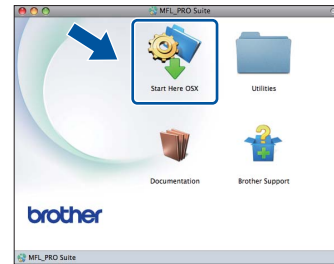 MFL_PRO Suite
Start Here OSX
Utilities
Documentation
Brother Support
brother
MFL_PRO Suite